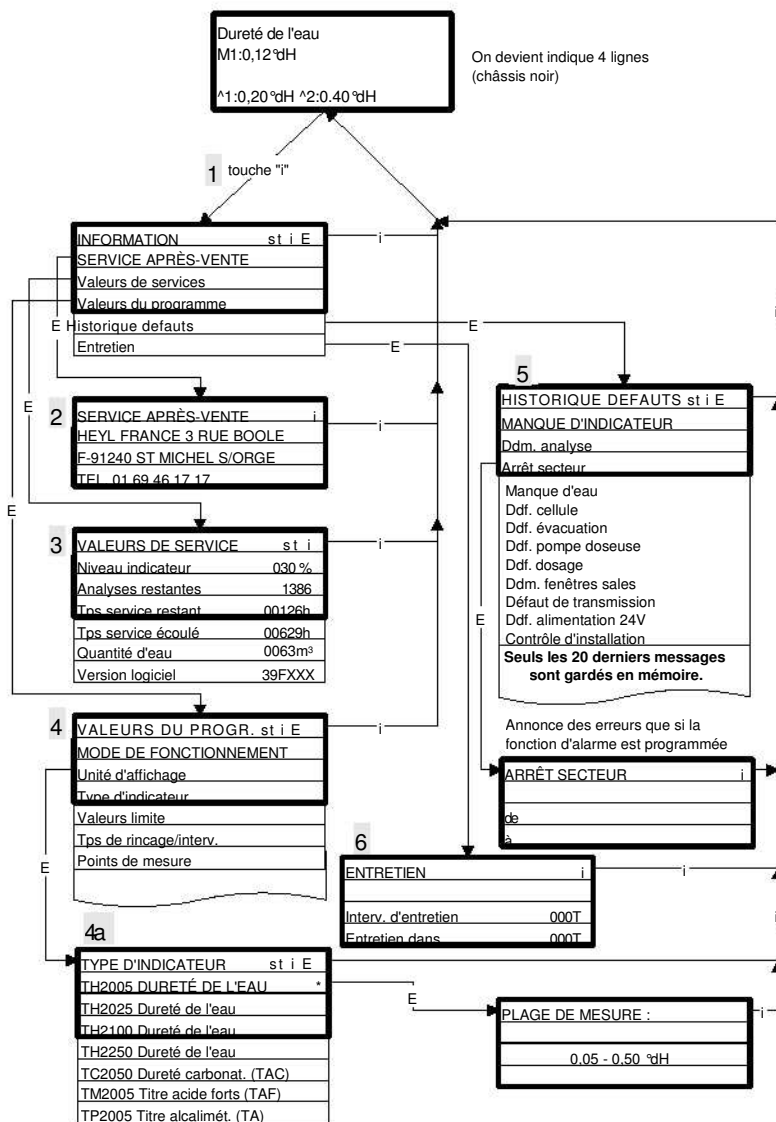 Dureté de l'eau
M1:0,12°dH
^1:0,20°dH ^2:0.40°dH
On devient indique 4 lignes
(châssis noir)
1 touche "i"
INFORMATION st i E
SERVICE APRÈS-VENTE
Valeurs de services
Valeurs du programme
Historique defauts
Entretien
i
E
E
E
E
E
i
2
SERVICE APRÈS-VENTE i
HEYL FRANCE 3 RUE BOOLE
F-91240 ST MICHEL S/ORGE
TEL. 01 69 46 17 17
i
3
VALEURS DE SERVICE st i
Niveau indicateur 030 %
Analyses restantes 1386
Tps service restant 00126h
Tps service écoulé 00629h
Quantité d'eau 0063m³
Version logiciel 39FXXX
i
4
VALEURS DU PROGR. st i E
MODE DE FONCTIONNEMENT
Unité d'affichage
Type d'indicateur
Valeurs limite
Tps de rincage/interv.
Points de mesure
i
E
4a
TYPE D'INDICATEUR st i E
TH2005 DURETÉ DE L'EAU *
TH2025 Dureté de l'eau
TH2100 Dureté de l'eau
TH2250 Dureté de l'eau
TC2050 Dureté carbonat. (TAC)
TM2005 Titre acide forts (TAF)
TP2005 Titre alcalimét. (TA)
5
HISTORIQUE DEFAUTS st i E
MANQUE D'INDICATEUR
Ddm. analyse
Arrêt secteur
Manque d'eau
Ddf. cellule
Ddf. évacuation
Ddf. pompe doseuse
Ddf. dosage
Ddm. fenêtres sales
Défaut de transmission
Ddf. alimentation 24V
Contrôle d'installation
Seuls les 20 derniers messages
sont gardés en mémoire.
E
Annonce des erreurs que si la
fonction d'alarme est programmée
ARRÊT SECTEUR i
de
à
6
ENTRETIEN i
Interv. d'entretien 000T
Entretien dans 000T
i
i
E
PLAGE DE MESURE :
0,05 - 0,50 °dH
i